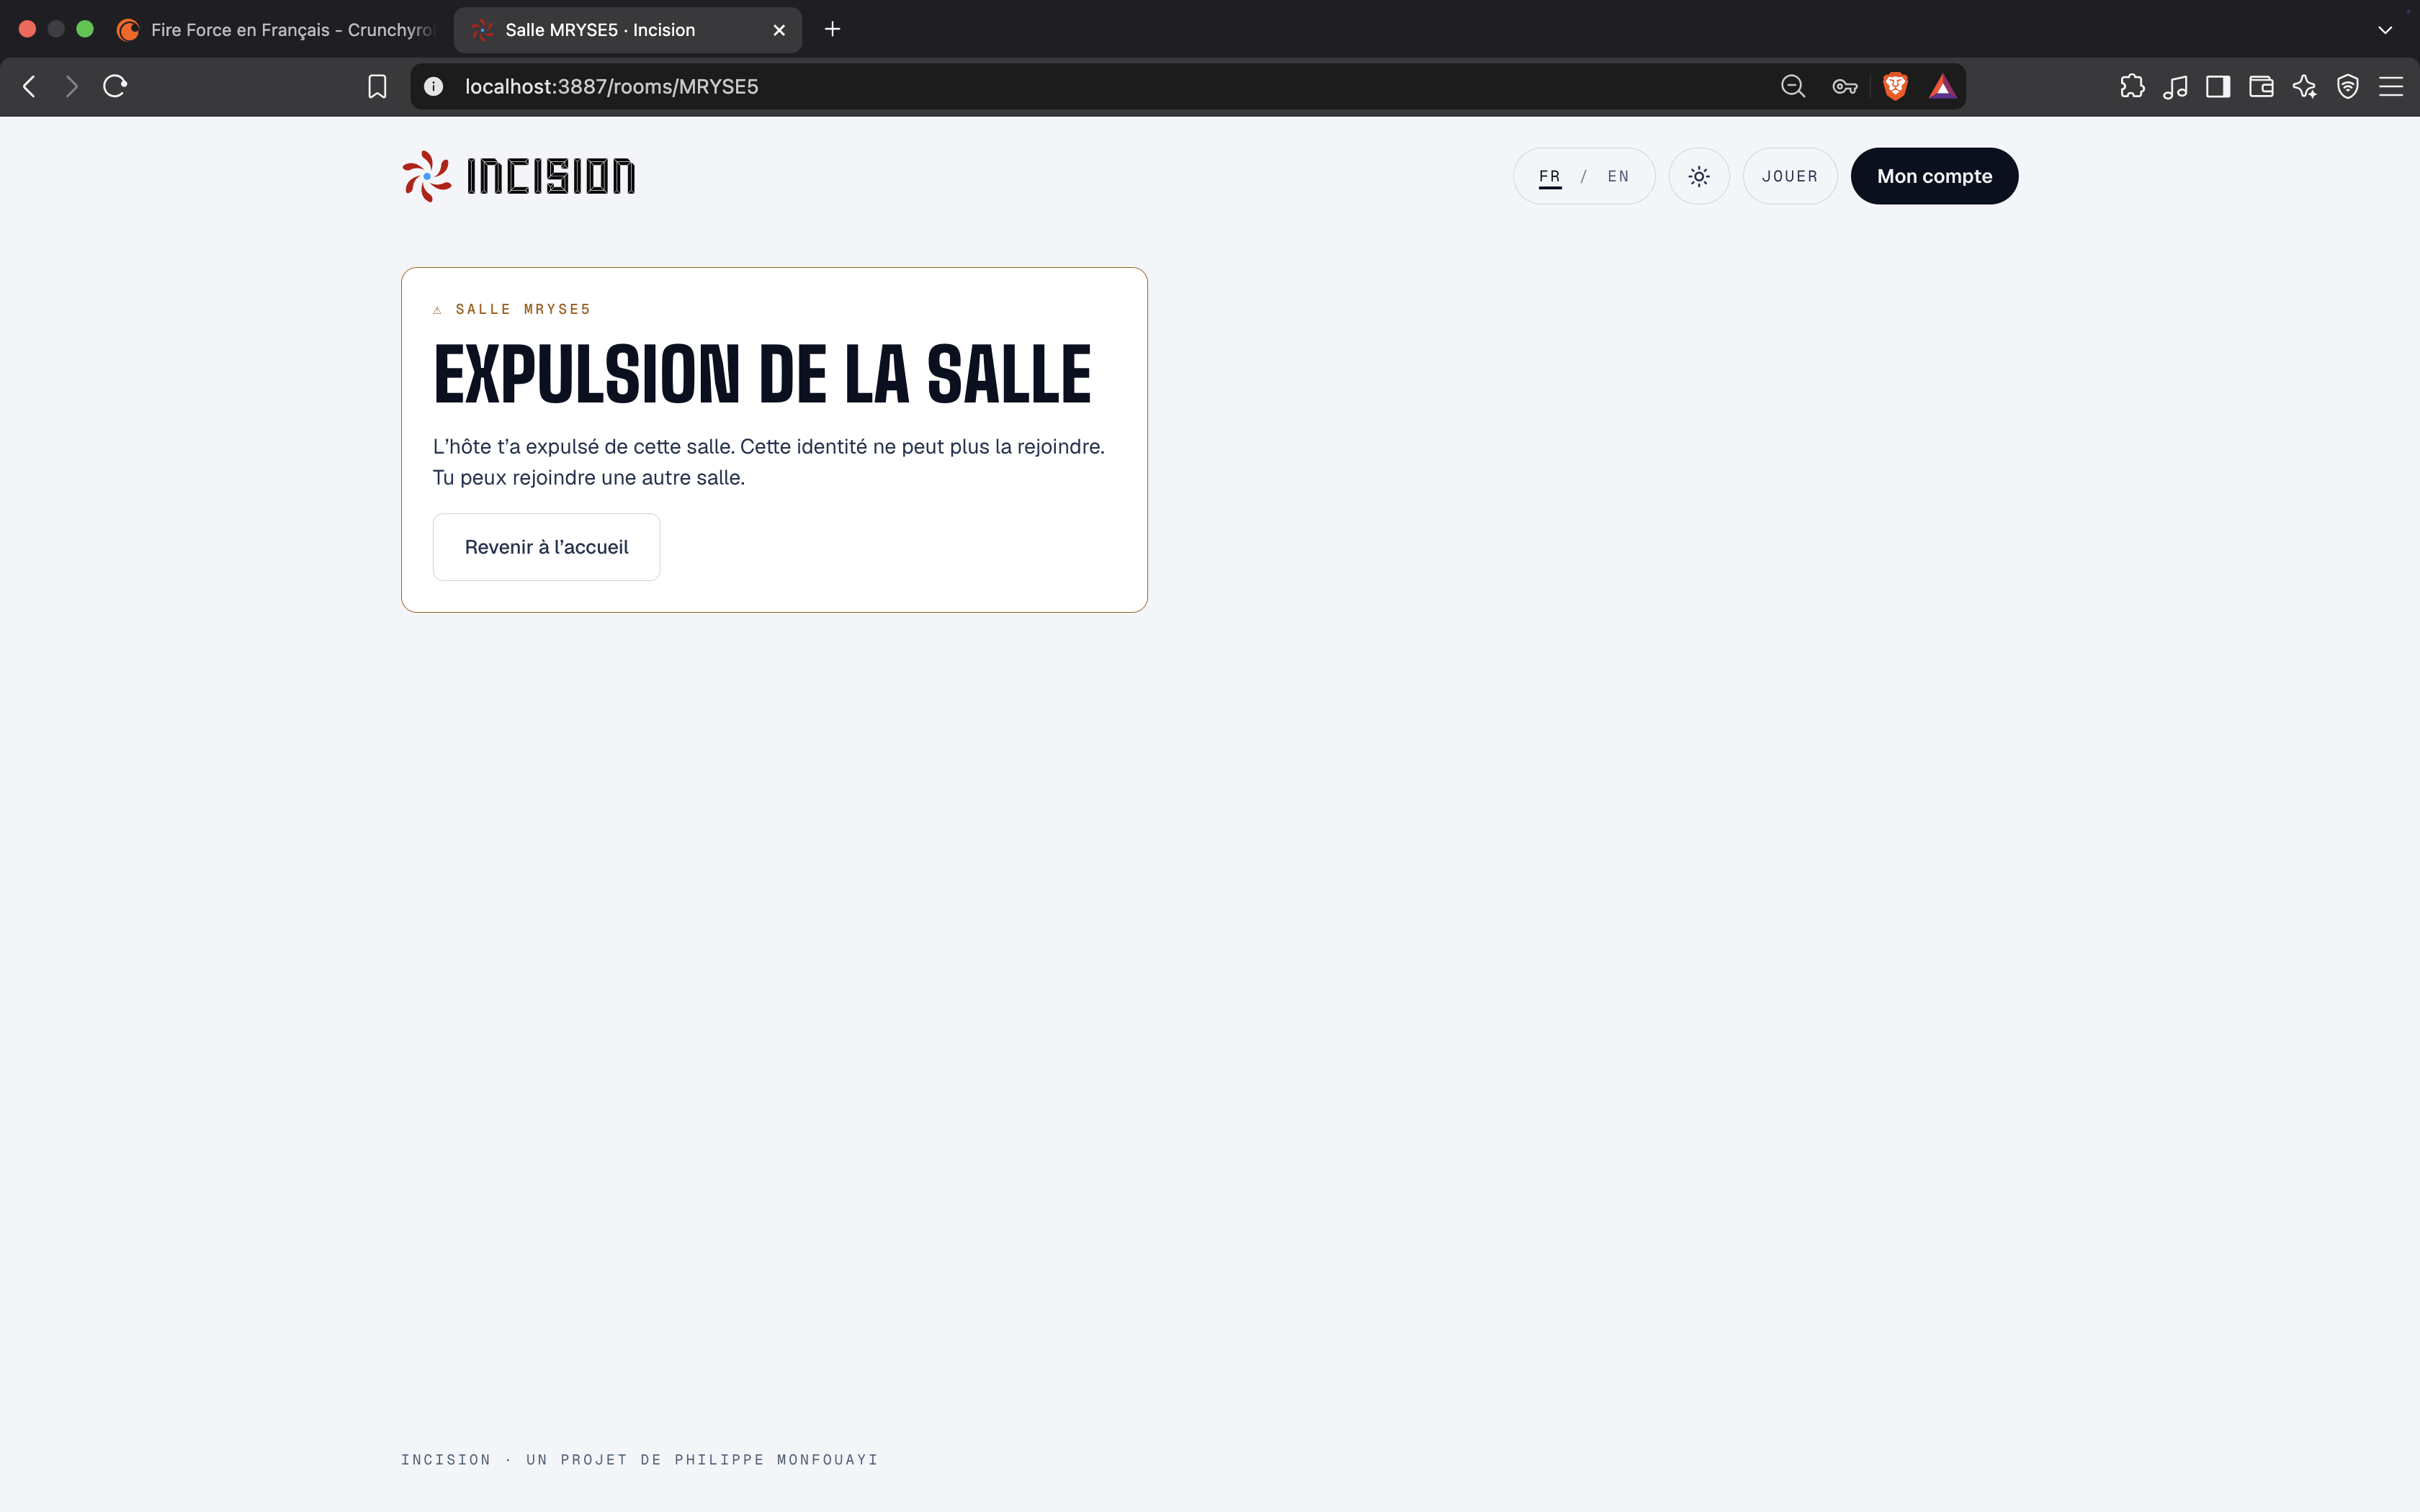 Fire Force en Français - Crunchyro
Salle MRYSE5 · Incision
localhost:3887/rooms/MRYSE5
INCISION
FR / EN
JOUER
Mon compte
⚠ SALLE MRYSE5
EXPULSION DE LA SALLE
L’hôte t’a expulsé de cette salle. Cette identité ne peut plus la rejoindre.
Tu peux rejoindre une autre salle.
Revenir à l’accueil
INCISION · UN PROJET DE PHILIPPE MONFOUAYI